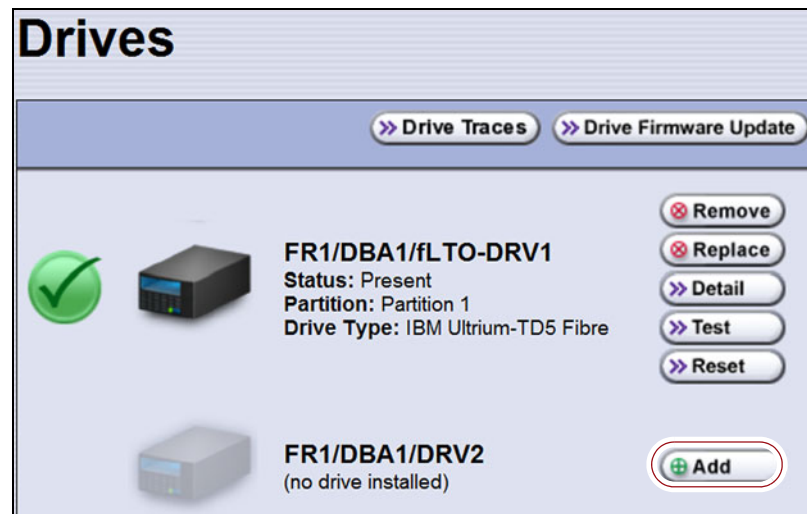 Drives
Drive Traces
Drive Firmware Update
FR1/DBA1/fLTO-DRV1
Status: Present
Partition: Partition 1
Drive Type: IBM Ultrium-TD5 Fibre
Remove
Replace
Detail
Test
Reset
FR1/DBA1/DRV2
(no drive installed)
Add